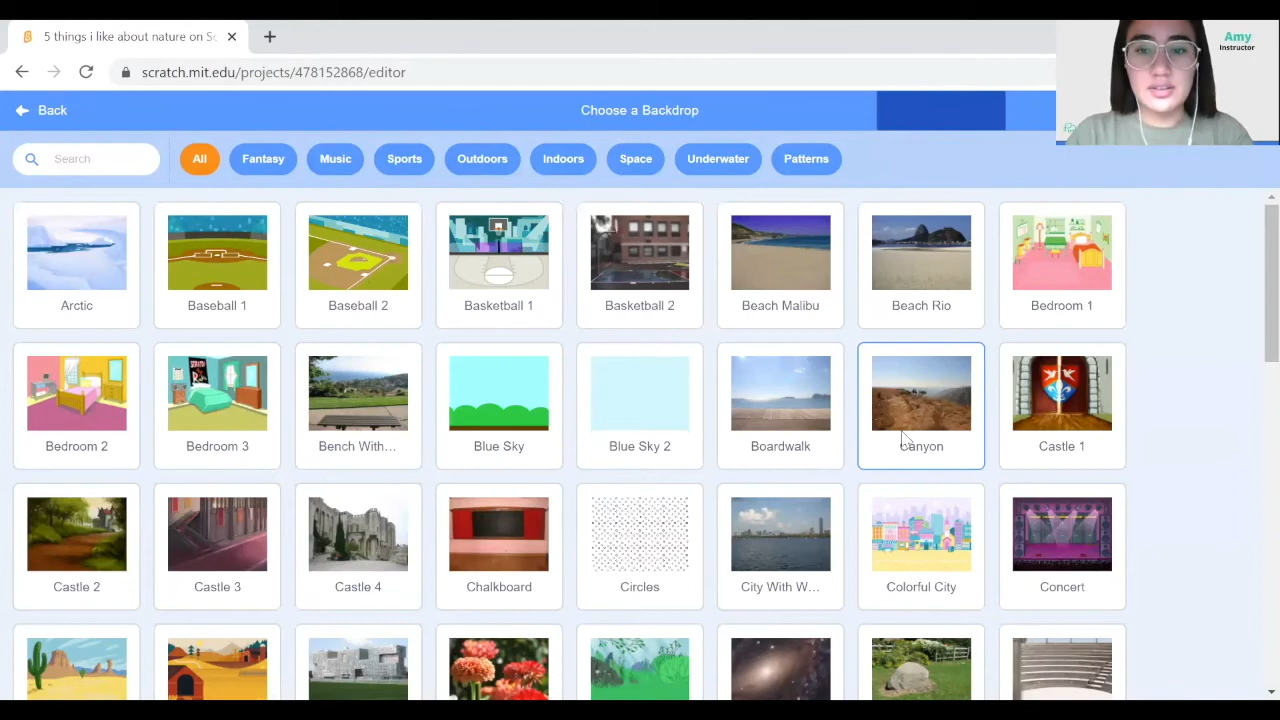 5 things i like about nature on Sc
scratch.mit.edu/projects/478152868/editor
Amy
Instructor
Back
Choose a Backdrop
Search
All
Fantasy
Music
Sports
Outdoors
Indoors
Space
Underwater
Patterns
Arctic
Baseball 1
Baseball 2
Basketball 1
Basketball 2
Beach Malibu
Beach Rio
Bedroom 1
Bedroom 2
Bedroom 3
Bench With...
Blue Sky
Blue Sky 2
Boardwalk
Canyon
Castle 1
Castle 2
Castle 3
Castle 4
Chalkboard
Circles
City With W...
Colorful City
Concert